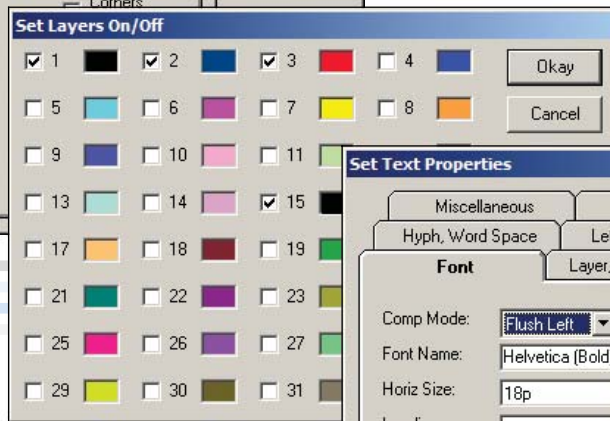 Corners
Set Layers On/Off
1 2 3 4
Okay
5 6 7 8
Cancel
9 10 11
Set Text Properties
13 14 15
Miscellaneous
17 18 19
Hyph, Word Space
Font
Layer,
21 22 23
Comp Mode:
Flush Left
25 26 27
Font Name:
Helvetica (Bold
Horiz Size:
18p
29 30 31